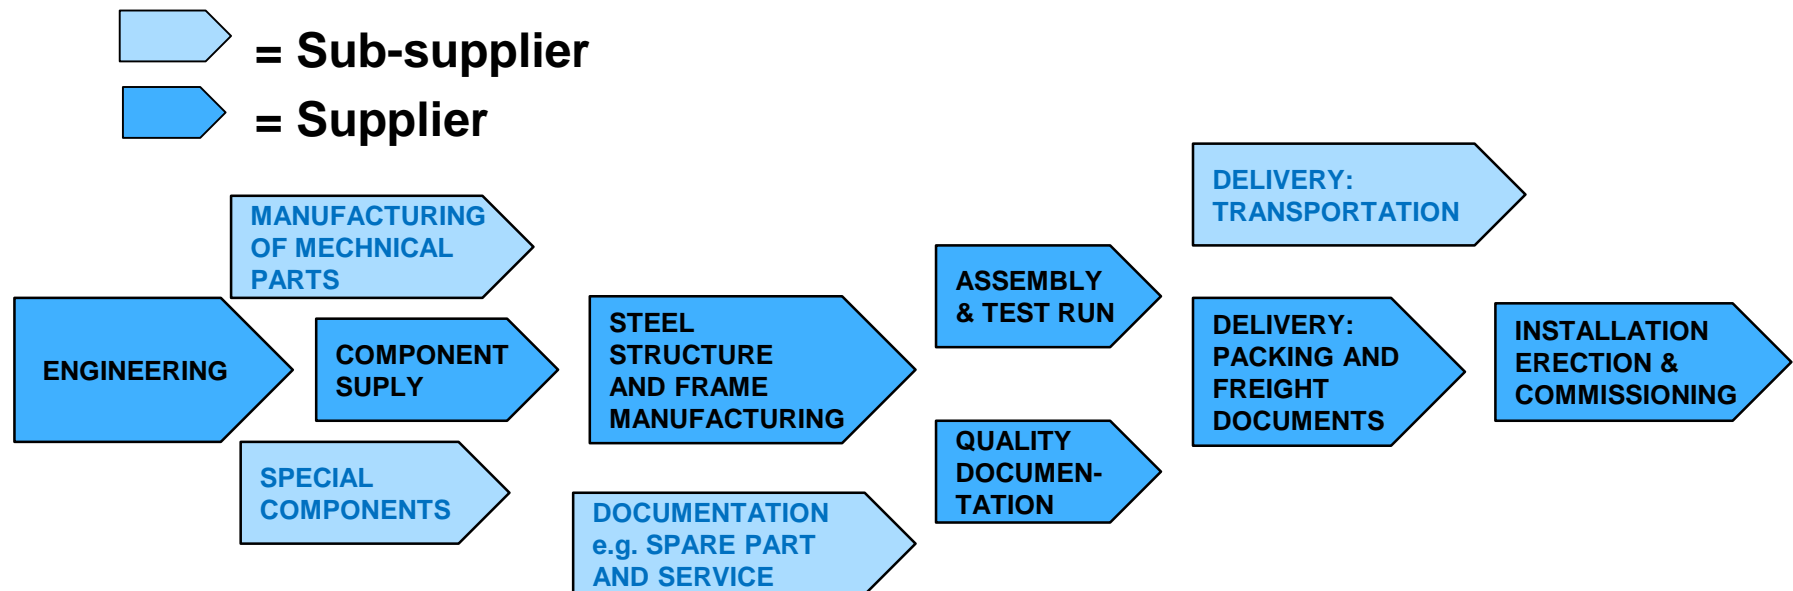 = Sub-supplier
= Supplier
MANUFACTURING
OF MECHNICAL
PARTS
ENGINEERING
COMPONENT
SUPLY
SPECIAL
COMPONENTS
STEEL
STRUCTURE
AND FRAME
MANUFACTURING
DOCUMENTATION
e.g. SPARE PART
AND SERVICE
ASSEMBLY
& TEST RUN
QUALITY
DOCUMEN-
TATION
DELIVERY:
TRANSPORTATION
DELIVERY:
PACKING AND
FREIGHT
DOCUMENTS
INSTALLATION
ERECTION &
COMMISSIONING